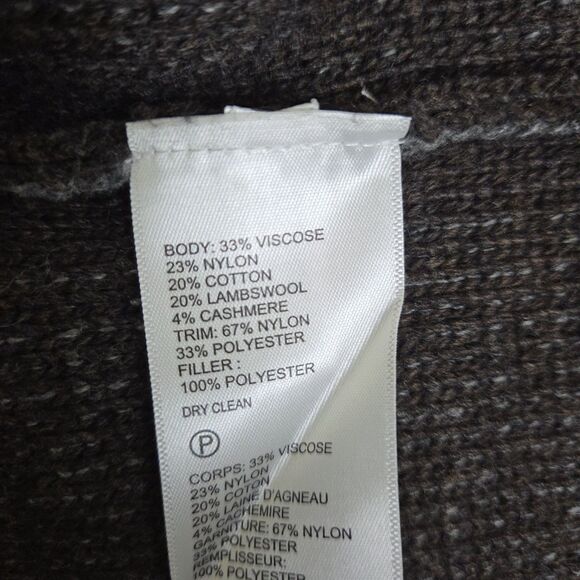 BODY: 33% VISCOSE
23% NYLON
20% COTTON
20% LAMBSWOOL
4% CASHMERE
TRIM: 67% NYLON
33% POLYESTER
FILLER :
100% POLYESTER
DRY CLEAN
P
CORPS: 33% VISCOSE
23% NYLON
20% COTON
20% LAINE D'AGNEAU
4% CACHEMIRE
GARNITURE: 67% NYLON
33% POLYESTER
REMPLISSEUR:
100% POLYESTER